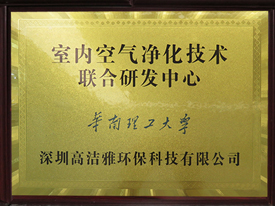 室内空气净化技术
联合研发中心
华南理工大学
深圳高洁雅环保科技有限公司